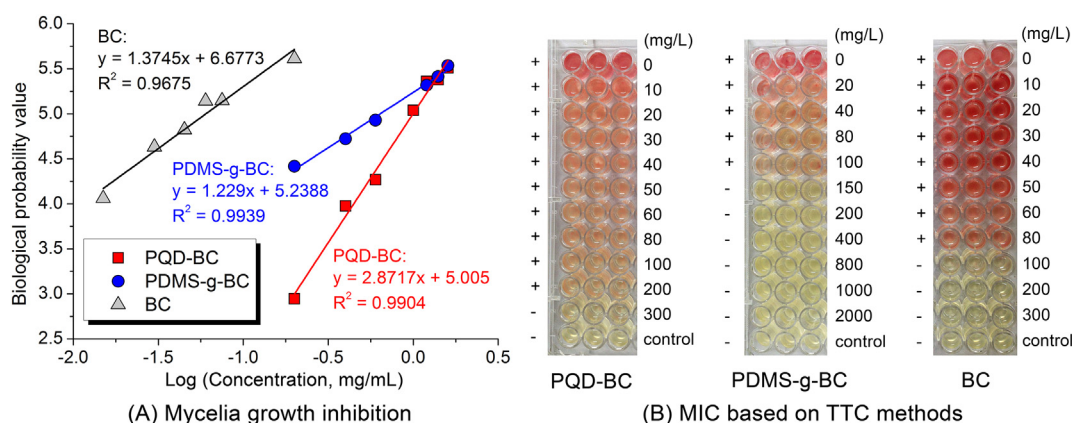 6.0
5.5
5.0
4.5
4.0
3.5
3.0
2.5
Biological probability value
BC:
y = 1.3745x + 6.6773
R² = 0.9675
PDMS-g-BC:
y = 1.229x + 5.2388
R² = 0.9939
PQD-BC:
y = 2.8717x + 5.005
R² = 0.9904
PQD-BC
PDMS-g-BC
BC
-2.0 -1.5 -1.0 -0.5 0.0 0.5
Log (Concentration, mg/mL)
(A) Mycelia growth inhibition
(mg/L)
+ 0
+ 10
+ 20
+ 30
+ 40
+ 50
+ 60
+ 80
+ 100
+ 200
- 300
- control
PQD-BC
(mg/L)
+ 0
+ 20
+ 40
+ 80
+ 100
- 150
- 200
- 400
- 800
- 1000
- 2000
- control
PDMS-g-BC
(mg/L)
+ 0
+ 10
+ 20
+ 30
+ 40
+ 50
+ 60
+ 80
- 100
- 200
- 300
- control
BC
(B) MIC based on TTC methods